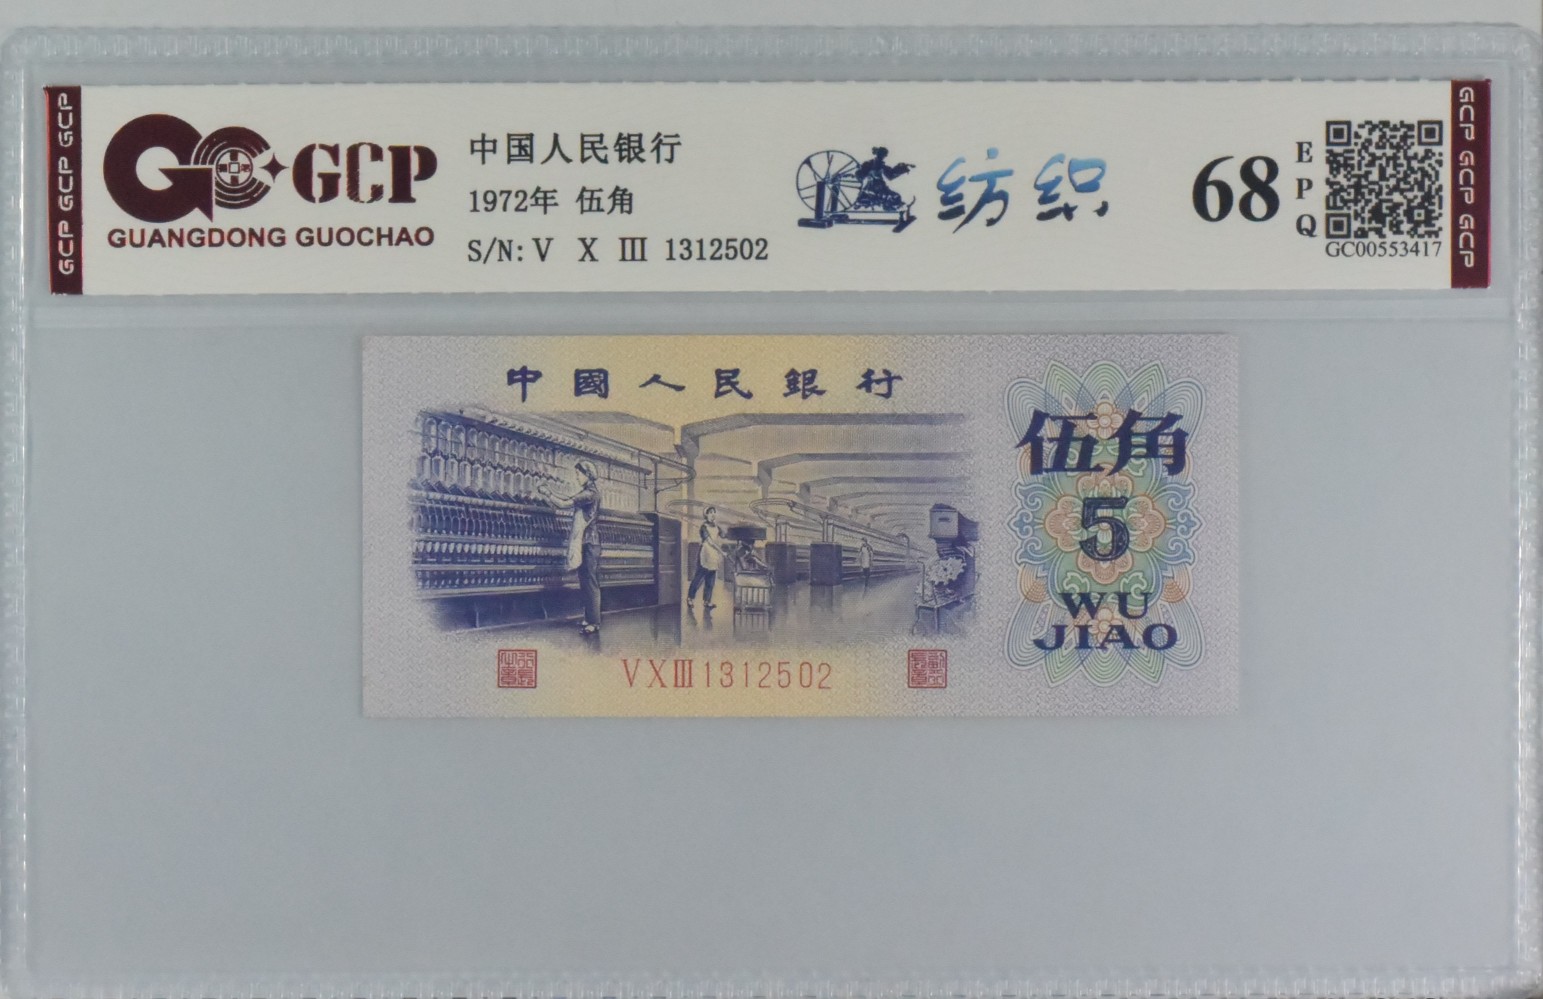 GCP GCP GCP
GCP
GUANGDONG GUOCHAO
中国人民银行
1972年 伍角
S/N: V X Ⅲ 1312502
纺织
68
EPQ
GC00553417
GCP GCP GCP
中國人民銀行
伍角
5
WU
JIAO
VXⅢ1312502